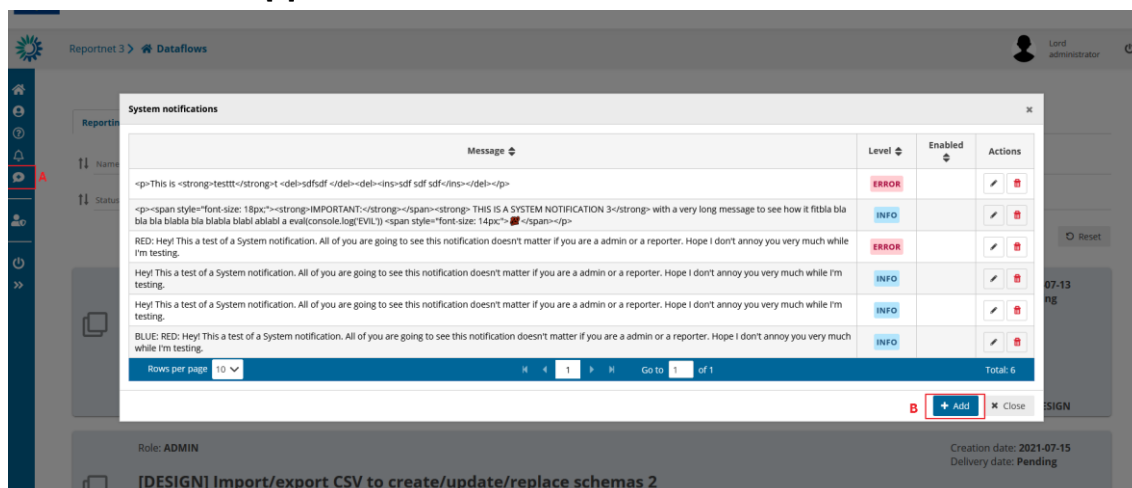 Reportnet 3 Dataflows
Lord
administrator
A
Reportin
Name
Status
Reset
System notifications
Message Level Enabled Actions
<p>This is <strong>testtt</strong>t <del>sdfsdf </del><del><ins>sdf sdf sdf</ins></del></p> ERROR
<p><span style="font-size: 18px;"><strong>IMPORTANT:</strong></span><strong> THIS IS A SYSTEM NOTIFICATION 3</strong> with a very long message to see how it fitbla bla
bla bla blabla bla blabla blabl ablabl a eval(console.log('EVIL')) <span style="font-size: 14px;"> </span></p> INFO
RED: Hey! This a test of a System notification. All of you are going to see this notification doesn't matter if you are a admin or a reporter. Hope I don't annoy you very much while
I'm testing. ERROR
Hey! This a test of a System notification. All of you are going to see this notification doesn't matter if you are a admin or a reporter. Hope I don't annoy you very much while I'm
testing. INFO
Hey! This a test of a System notification. All of you are going to see this notification doesn't matter if you are a admin or a reporter. Hope I don't annoy you very much while I'm
testing. INFO
BLUE: RED: Hey! This a test of a System notification. All of you are going to see this notification doesn't matter if you are a admin or a reporter. Hope I don't annoy you very much
while I'm testing. INFO
Rows per page 10 1 Go to 1 of 1 Total: 6
B + Add Close
07-13
ng
ESIGN
Role: ADMIN
Creation date: 2021-07-15
Delivery date: Pending
[DESIGN] Import/export CSV to create/update/replace schemas 2